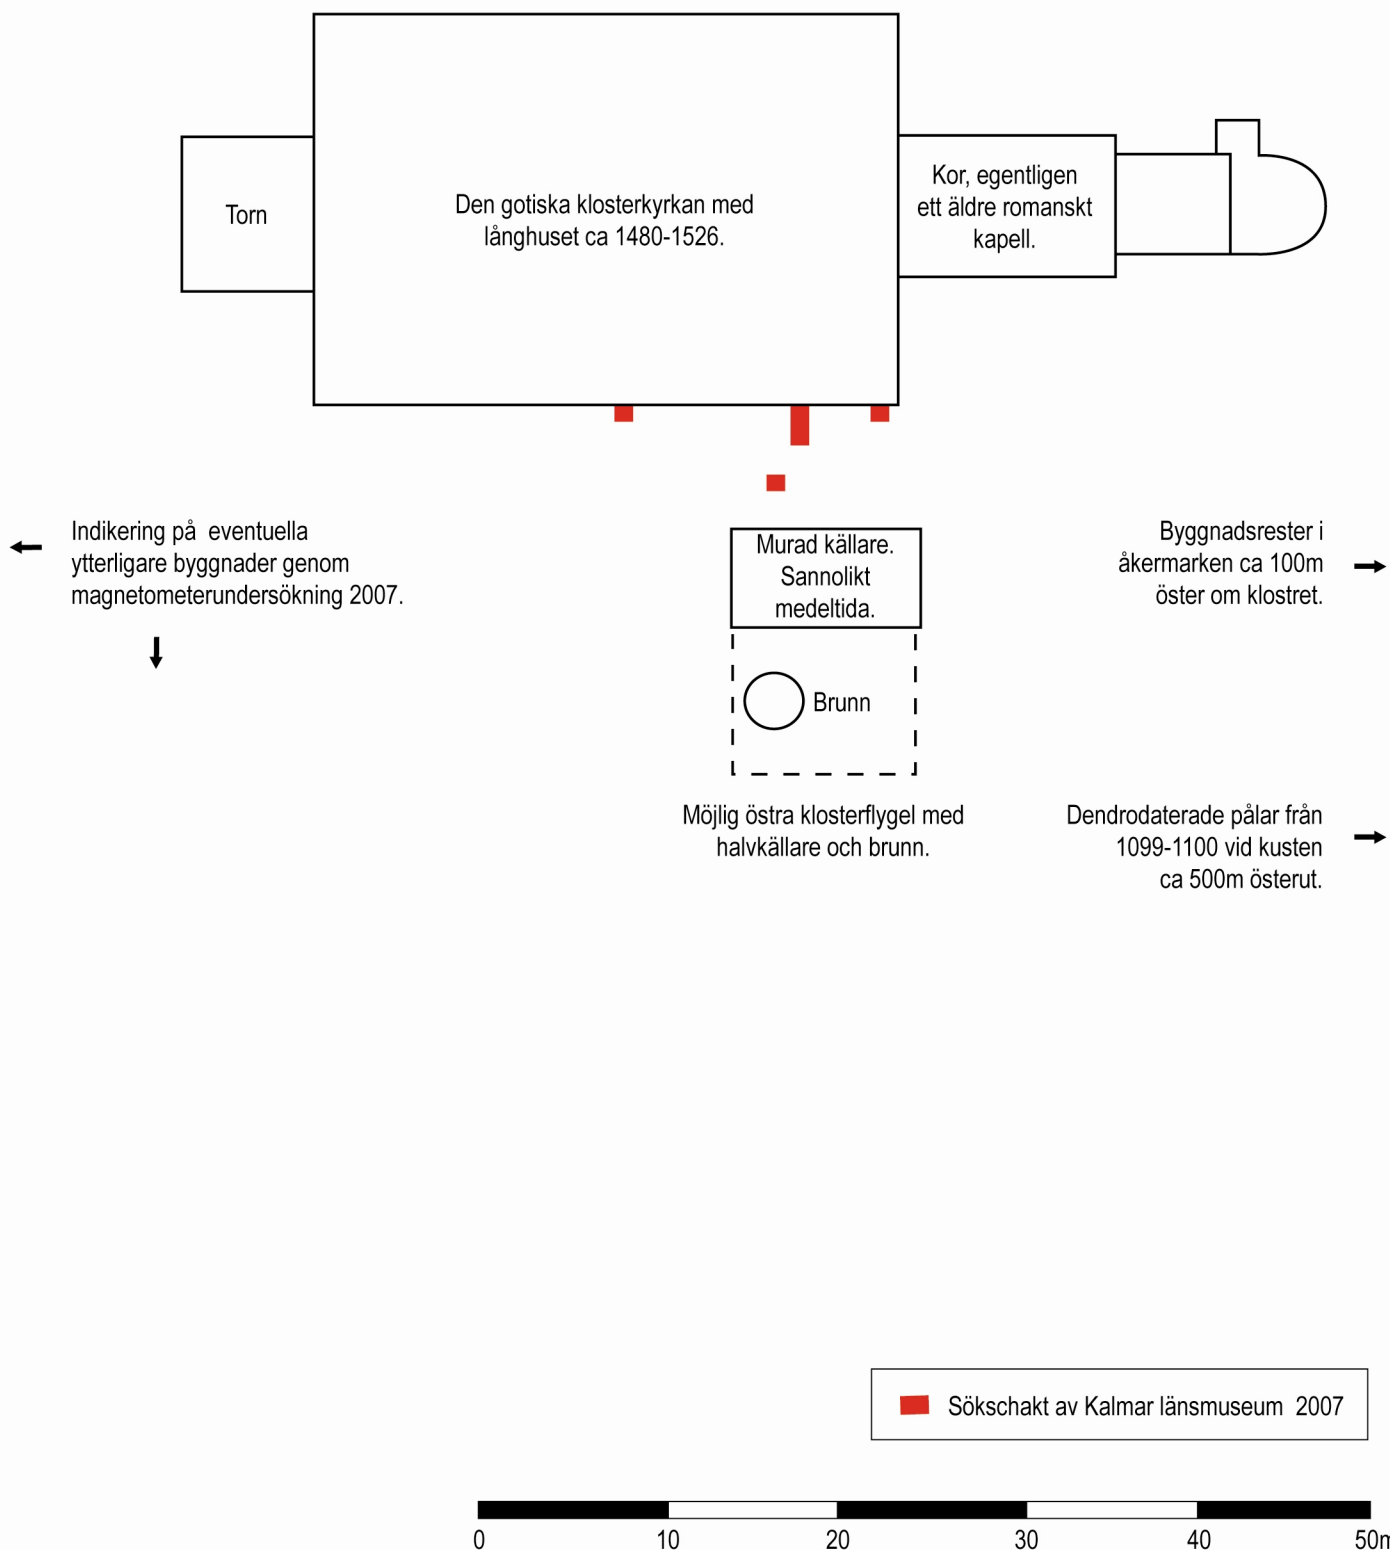 Torn
Den gotiska klosterkyrkan med
långhuset ca 1480-1526.
Kor, egentligen
ett äldre romanskt
kapell.
Indikering på eventuella
ytterligare byggnader genom
magnetometerundersökning 2007.
Murad källare.
Sannolikt
medeltida.
Brunn
Byggnadsrester i
åkermarken ca 100m
öster om klostret.
Möjlig östra klosterflygel med
halvkällare och brunn.
Dendrodaterade pålar från
1099-1100 vid kusten
ca 500m österut.
Sökschakt av Kalmar länsmuseum 2007
0 10 20 30 40 50m